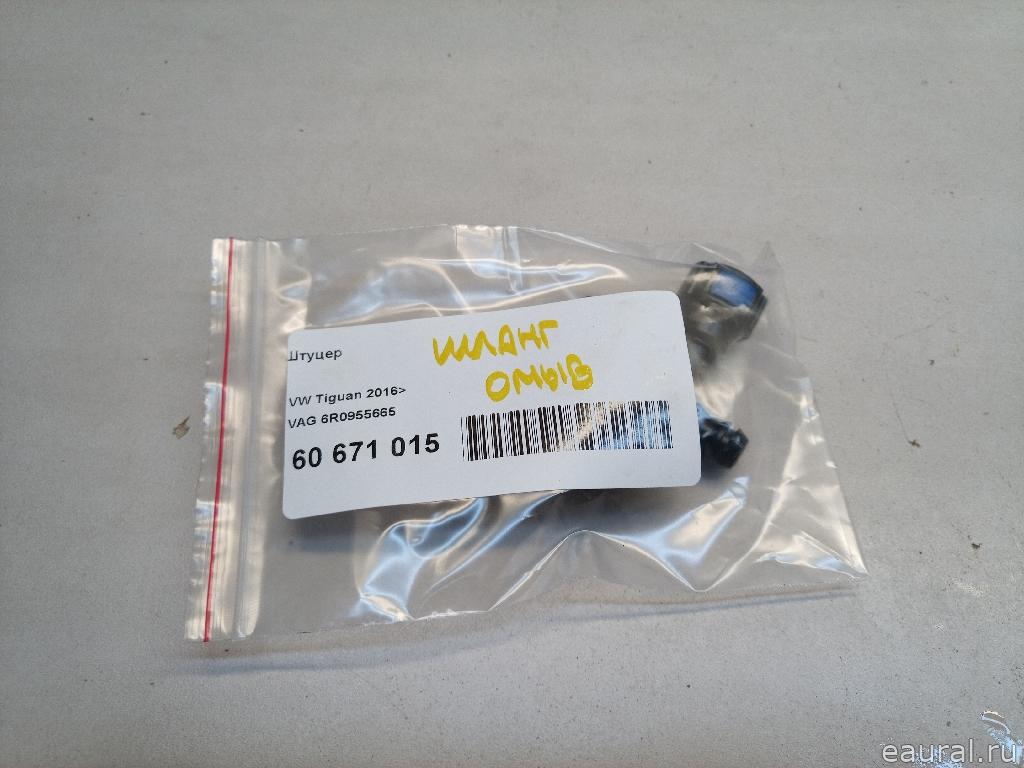 Штуцер
ШЛАНГ
ОМЫВ
VW Tiguan 2016>
VAG 6R0955665
60 671 015
eaural.ru